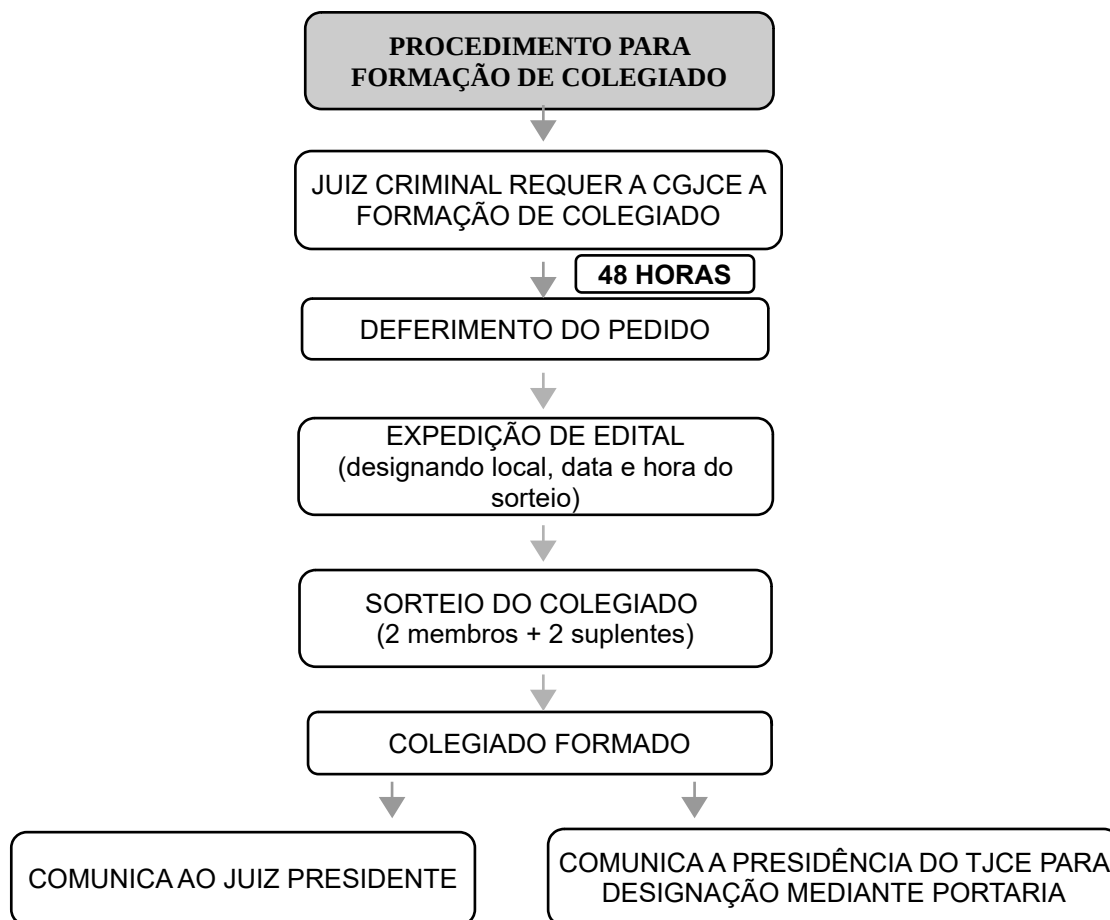 PROCEDIMENTO PARA
FORMAÇÃO DE COLEGIADO
JUIZ CRIMINAL REQUER A CGJCE A
FORMAÇÃO DE COLEGIADO
48 HORAS
DEFERIMENTO DO PEDIDO
EXPEDIÇÃO DE EDITAL
(designando local, data e hora do
sorteio)
SORTEIO DO COLEGIADO
(2 membros + 2 suplentes)
COLEGIADO FORMADO
COMUNICA AO JUIZ PRESIDENTE
COMUNICA A PRESIDÊNCIA DO TJCE PARA
DESIGNAÇÃO MEDIANTE PORTARIA